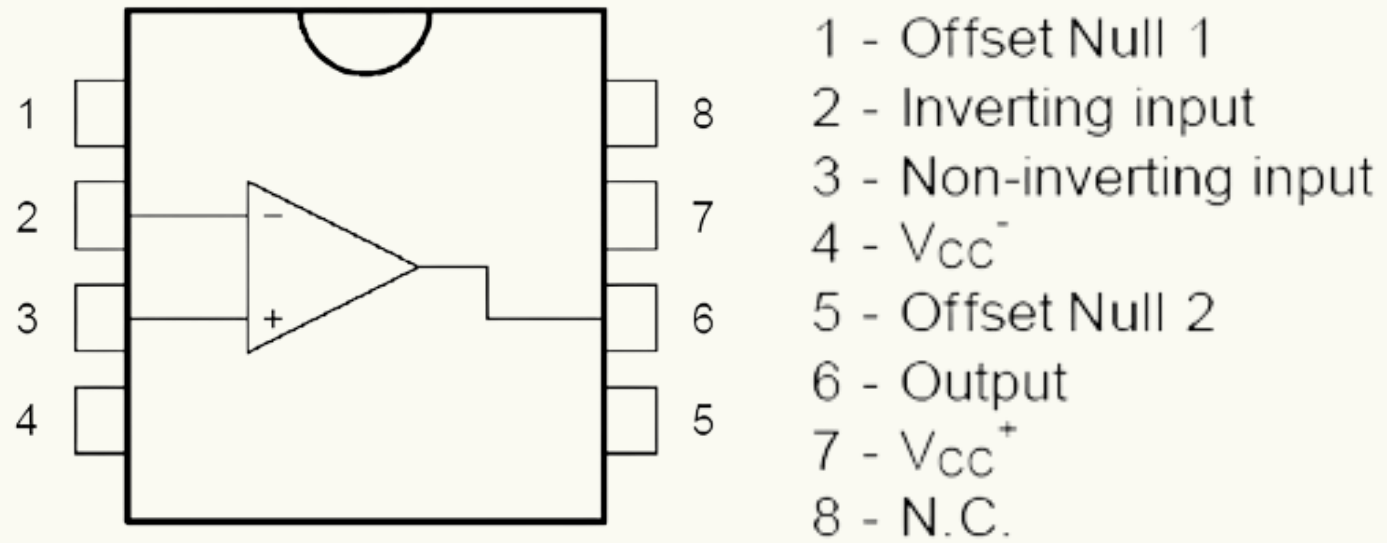 1
2
3
4
-
+
8
7
6
5
1 - Offset Null 1
2 - Inverting input
3 - Non-inverting input
4 - VCC-
5 - Offset Null 2
6 - Output
7 - VCC+
8 - N.C.